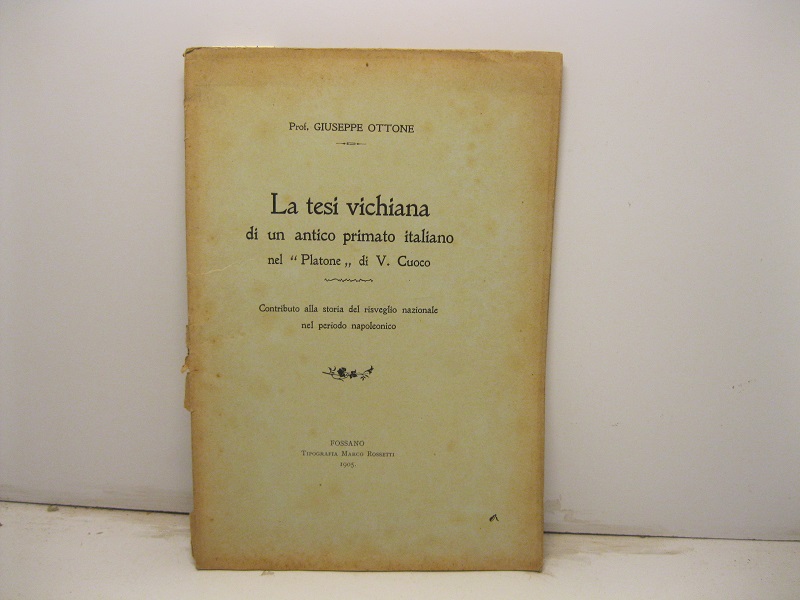 Prof. GIUSEPPE OTTONE
La tesi vichiana
di un antico primato italiano
nel “ Platone „ di V. Cuoco
Contributo alla storia del risveglio nazionale
nel periodo napoleonico
FOSSANO
Tipografia Marco Rossetti
1905.